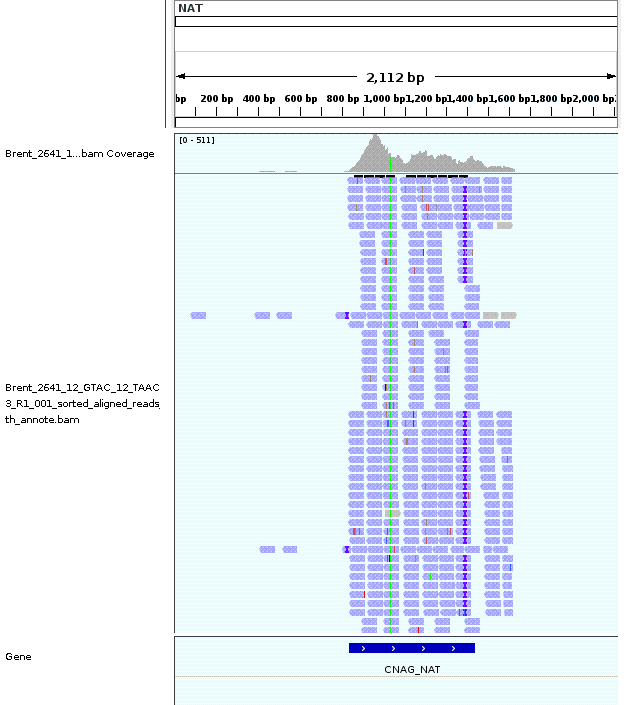 NAT
2,112 bp
bp 200 bp 400 bp 600 bp 800 bp 1,000 bp 1,200 bp 1,400 bp 1,600 bp 1,800 bp 2,000 bp
[0 - 511]
Brent_2641_1...bam Coverage
Brent_2641_12_GTAC_12_TAAC
3_R1_001_sorted_aligned_reads_
th_annote.bam
Gene
CNAG_NAT